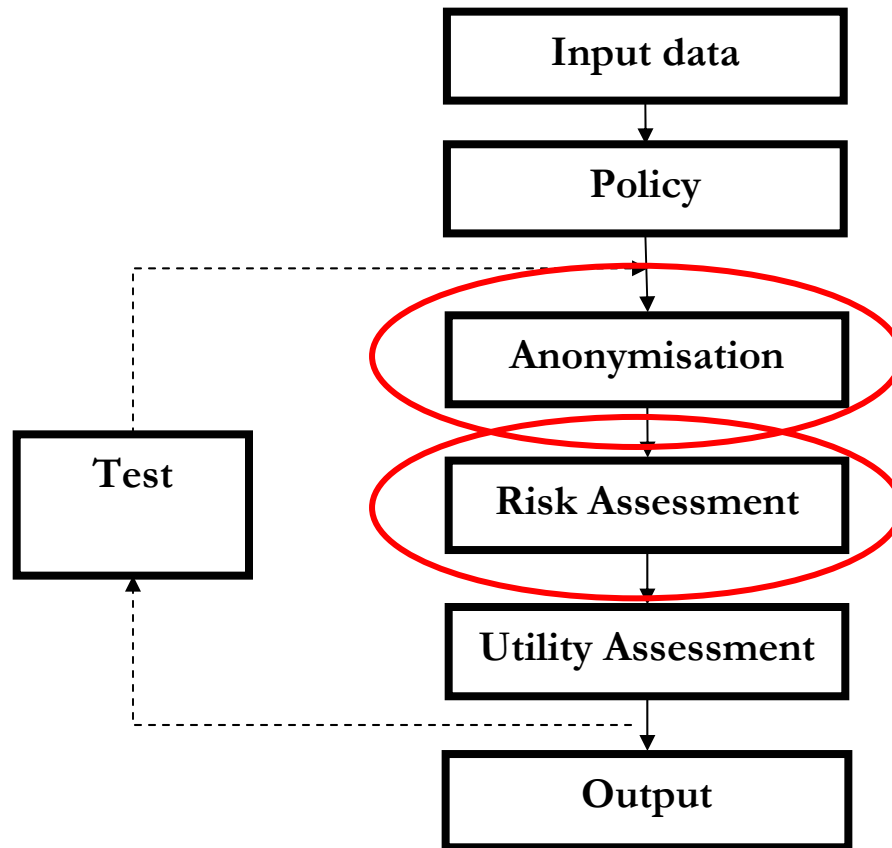 Input data
Policy
Anonymisation
Test
Risk Assessment
Utility Assessment
Output